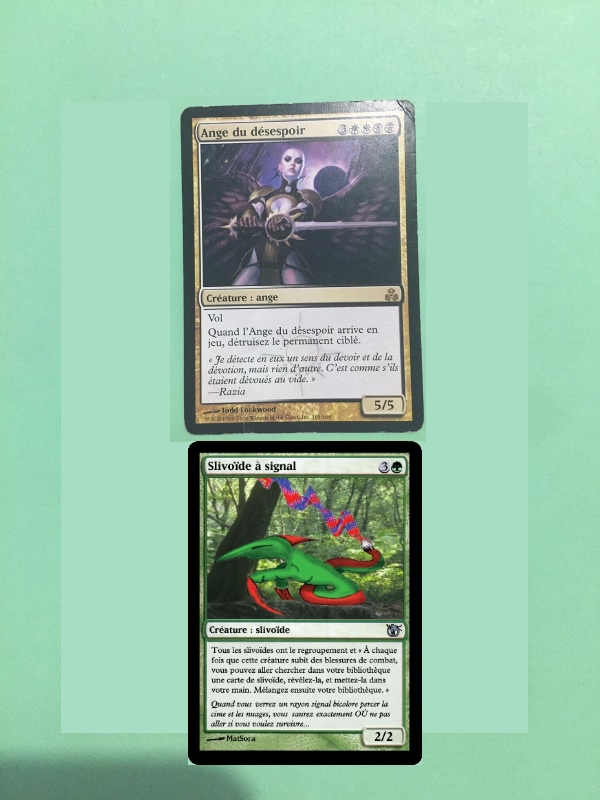 Ange du désespoir
3
Créature : ange
Vol
Quand l'Ange du désespoir arrive en
jeu, détruisez le permanent ciblé.
« Je détecte en eux un sens du devoir et de la
dévotion, mais rien d'autre. C'est comme s'ils
étaient dévoués au vide. »
—Razia
Todd Lockwood
5/5
Slivoïde à signal
3
Créature : slivoïde
Tous les slivoïdes ont le regroupement et « À chaque
fois que cette créature subit des blessures de combat,
vous pouvez aller chercher dans votre bibliothèque
une carte de slivoïde, révélez-la, et mettez-la dans
votre main. Mélangez ensuite votre bibliothèque. »
Quand vous verrez un rayon signal bicolore percer la
cime et les nuages, vous saurez exactement OÙ ne pas
aller si vous voulez survivre...
MatSora
2/2